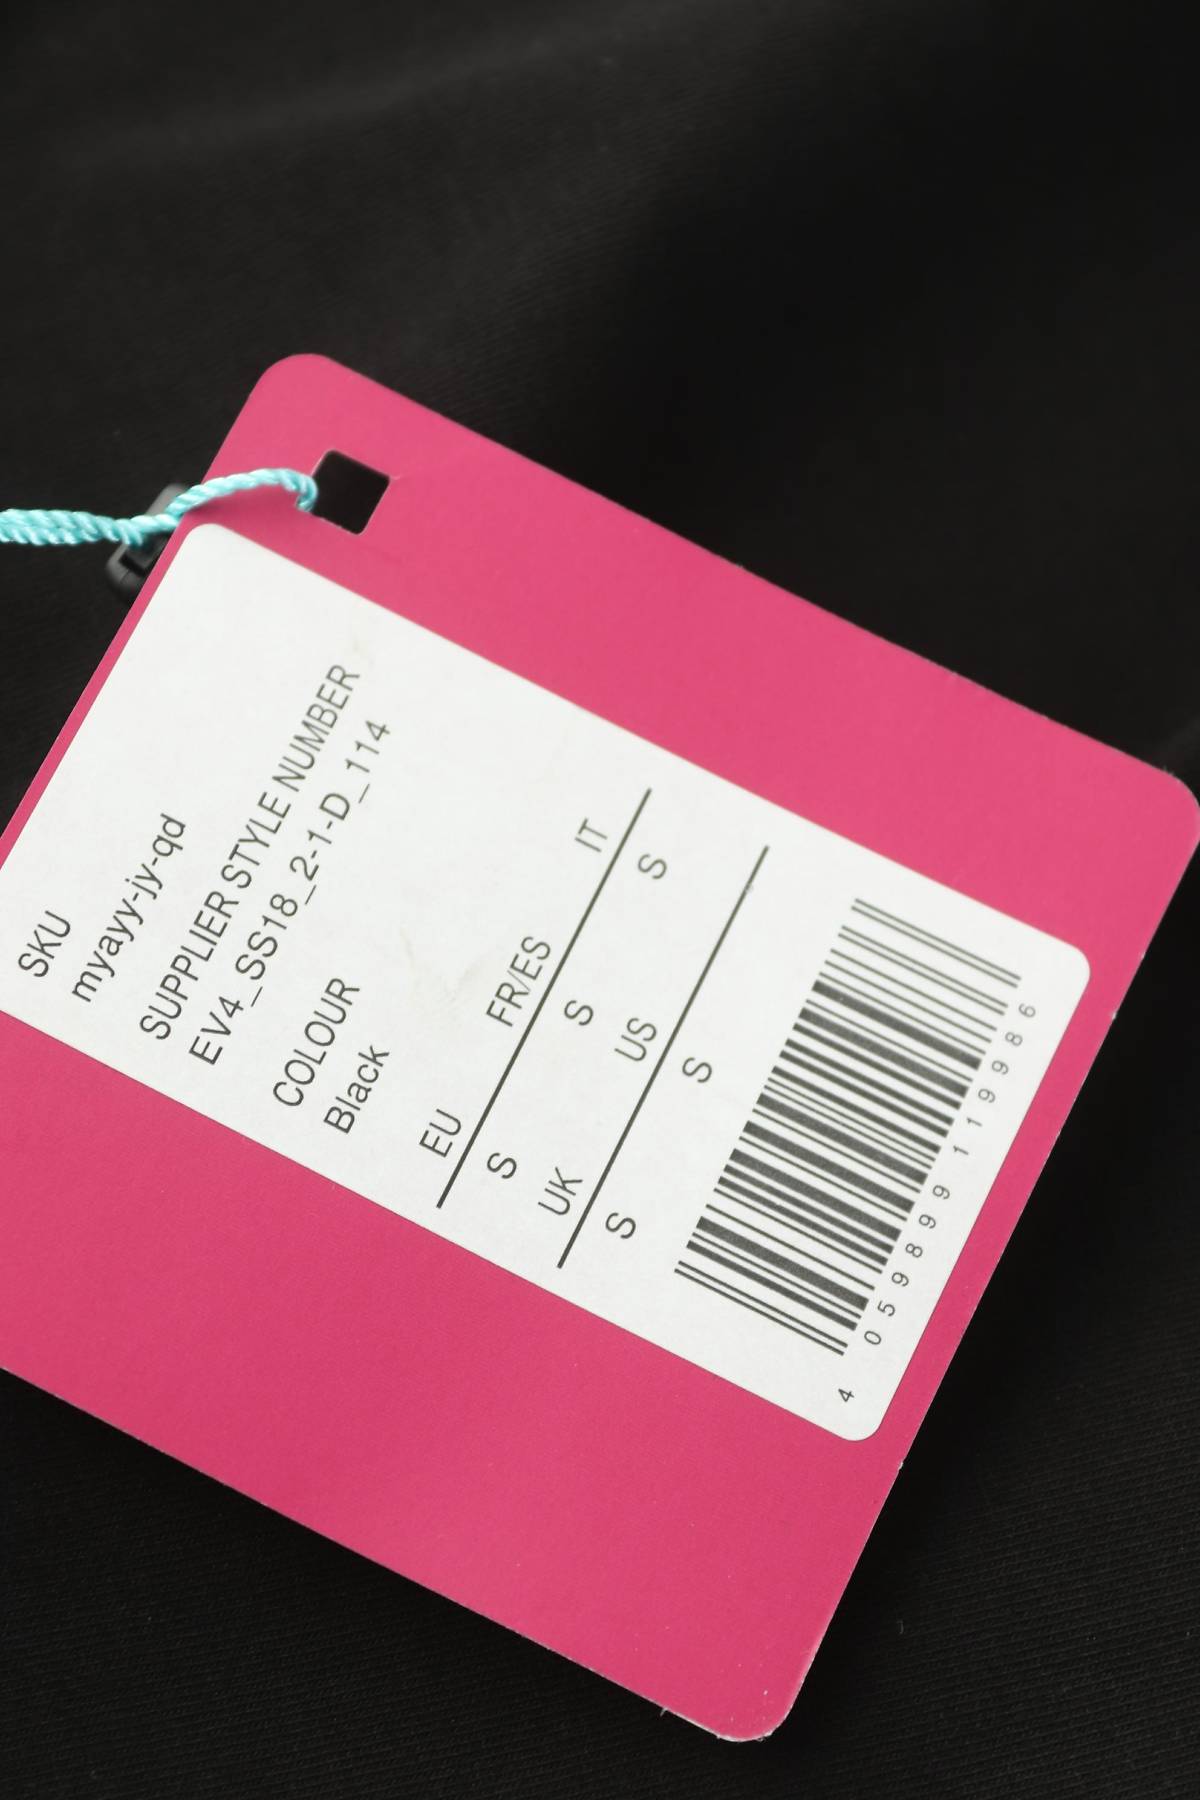 SKU
myayy-jy-qd
SUPPLIER STYLE NUMBER
EV4_SS18_2-1-D_114
COLOUR
Black
EU FR/ES IT
S S S
UK US
S S
4 059899 119986